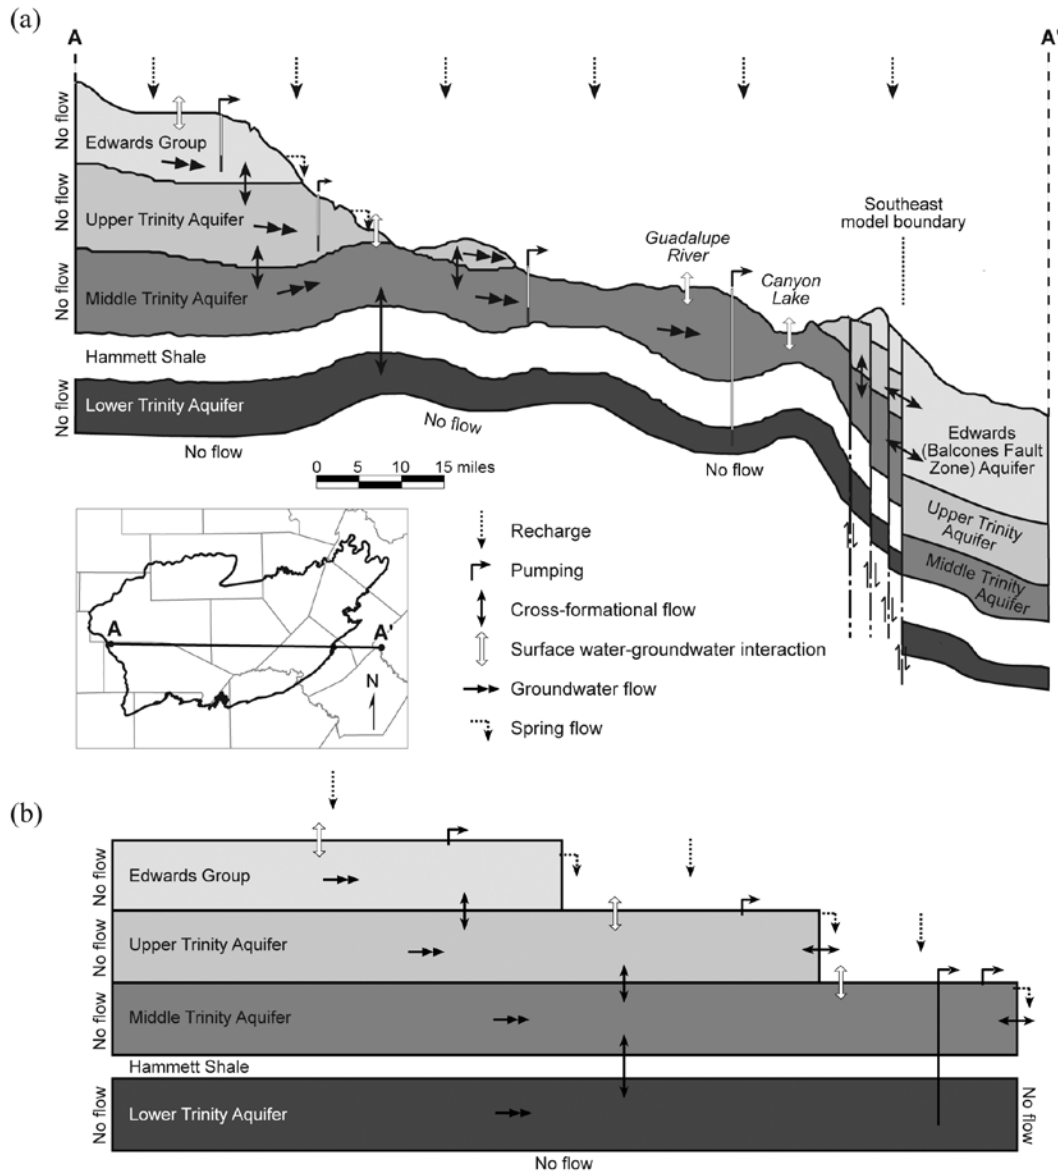 (a)
A
A'
No flow
Edwards Group
No flow
Upper Trinity Aquifer
Southeast
model boundary
Guadalupe
River
No flow
Middle Trinity Aquifer
Canyon
Lake
Hammett Shale
No flow
Lower Trinity Aquifer
No flow
No flow
No flow
Edwards
(Balcones Fault
Zone) Aquifer
Upper Trinity
Aquifer
Middle Trinity
Aquifer
0 5 10 15 miles
A
A'
N
Recharge
Pumping
Cross-formational flow
Surface water-groundwater interaction
Groundwater flow
Spring flow
(b)
No flow
Edwards Group
No flow
Upper Trinity Aquifer
No flow
Middle Trinity Aquifer
Hammett Shale
No flow
Lower Trinity Aquifer
No flow
No flow